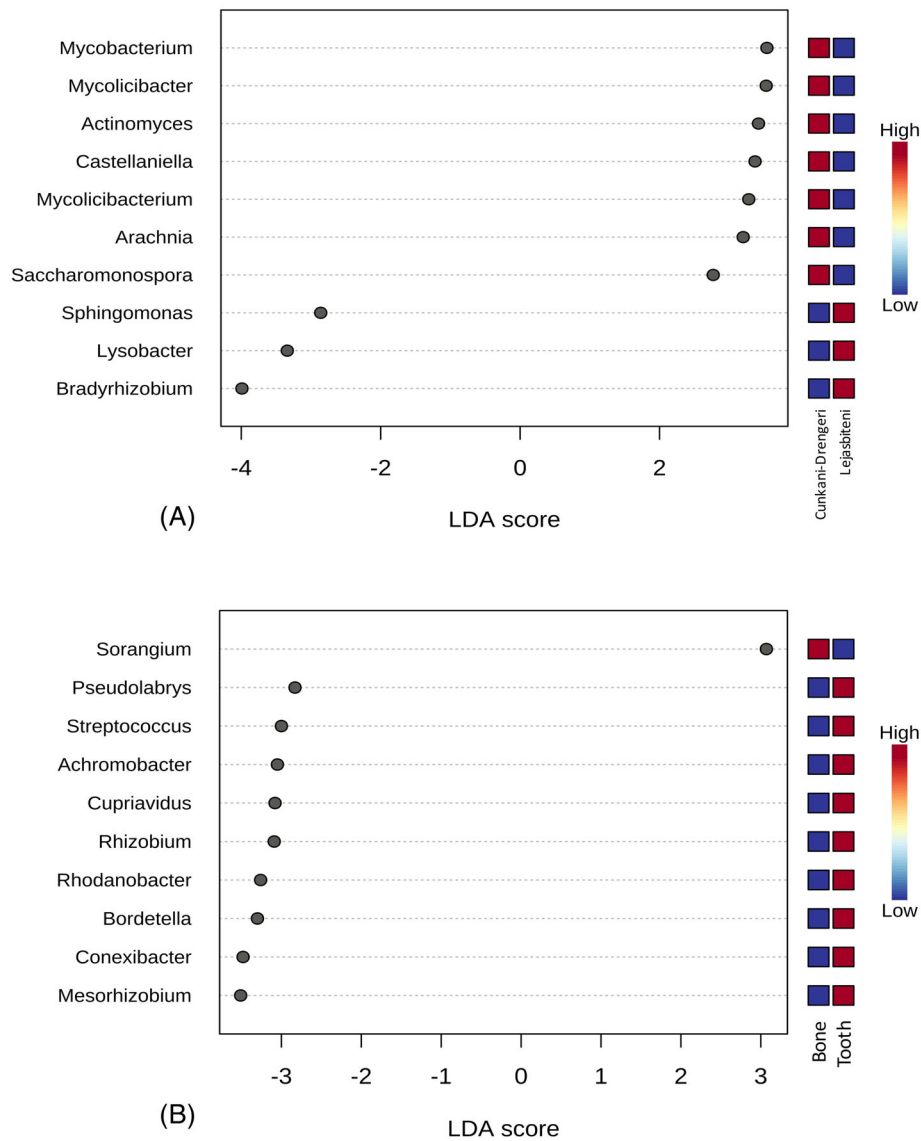 Mycobacterium
Mycolicibacter
Actinomyces
Castellaniella
Mycolicibacterium
Arachnia
Saccharomonospora
Sphingomonas
Lysobacter
Bradyrhizobium
-4 -2 0 2
LDA score
(A)
High
Low
Cunkani-Drengeri
Lejasbiteni
Sorangium
Pseudolabrys
Streptococcus
Achromobacter
Cupriavidus
Rhizobium
Rhodanobacter
Bordetella
Conexibacter
Mesorhizobium
-3 -2 -1 0 1 2 3
LDA score
(B)
High
Low
Bone
Tooth